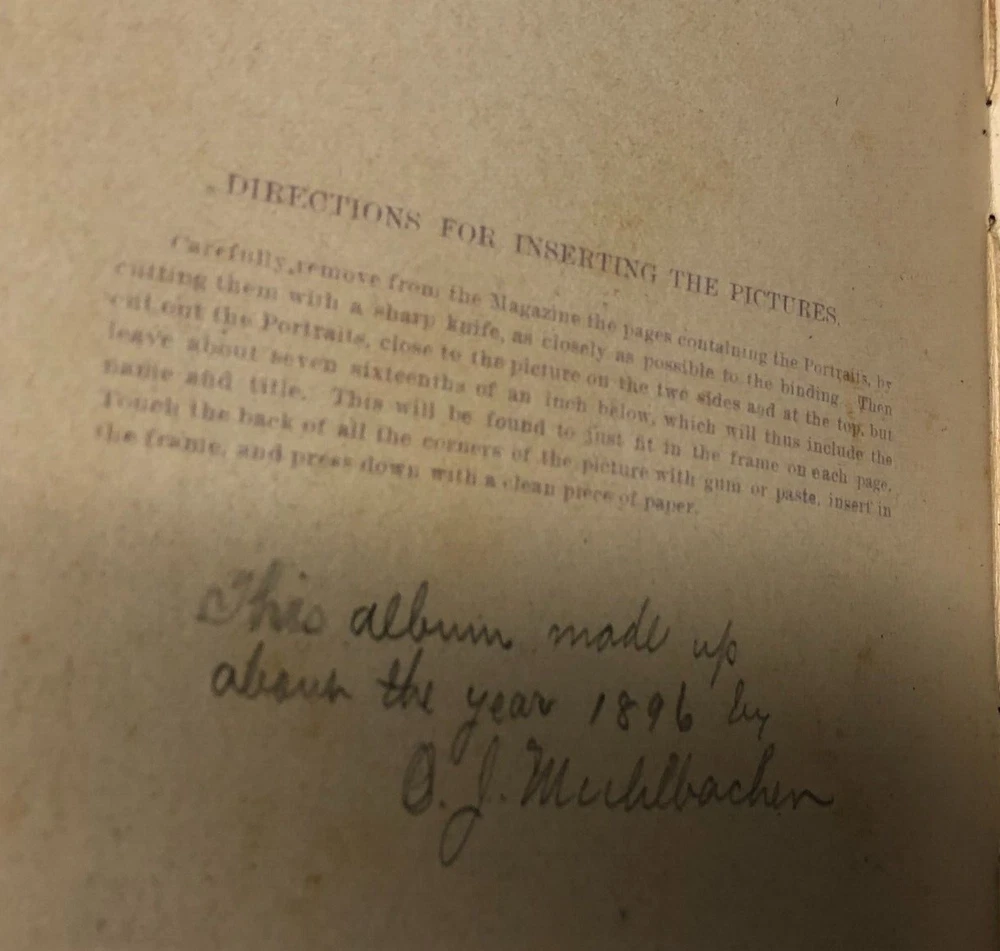 DIRECTIONS FOR INSERTING THE PICTURES.
Carefully remove from the Magazine the pages containing the Portraits, by
cutting them with a sharp knife, as closely as possible to the binding. Then
cut out the Portraits, close to the picture on the two sides and at the top, but
leave about seven sixteenths of an inch below, which will thus include the
name and title. This will be found to just fit in the frame on each page.
Touch the back of all the corners of the picture with gum or paste, insert in
the frame, and press down with a clean piece of paper.
This album made up
about the year 1896 by
O. J. Muhlbacher